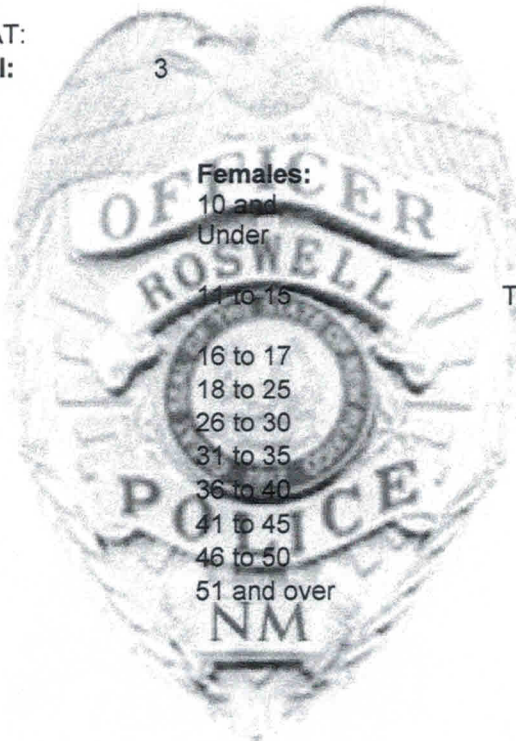 AT:
l: 3
Females:
10 and
Under
11 to 15 T
16 to 17
18 to 25
26 to 30
31 to 35
36 to 40
41 to 45
46 to 50
51 and over
OFFICER
ROSWELL
POLICE
NM